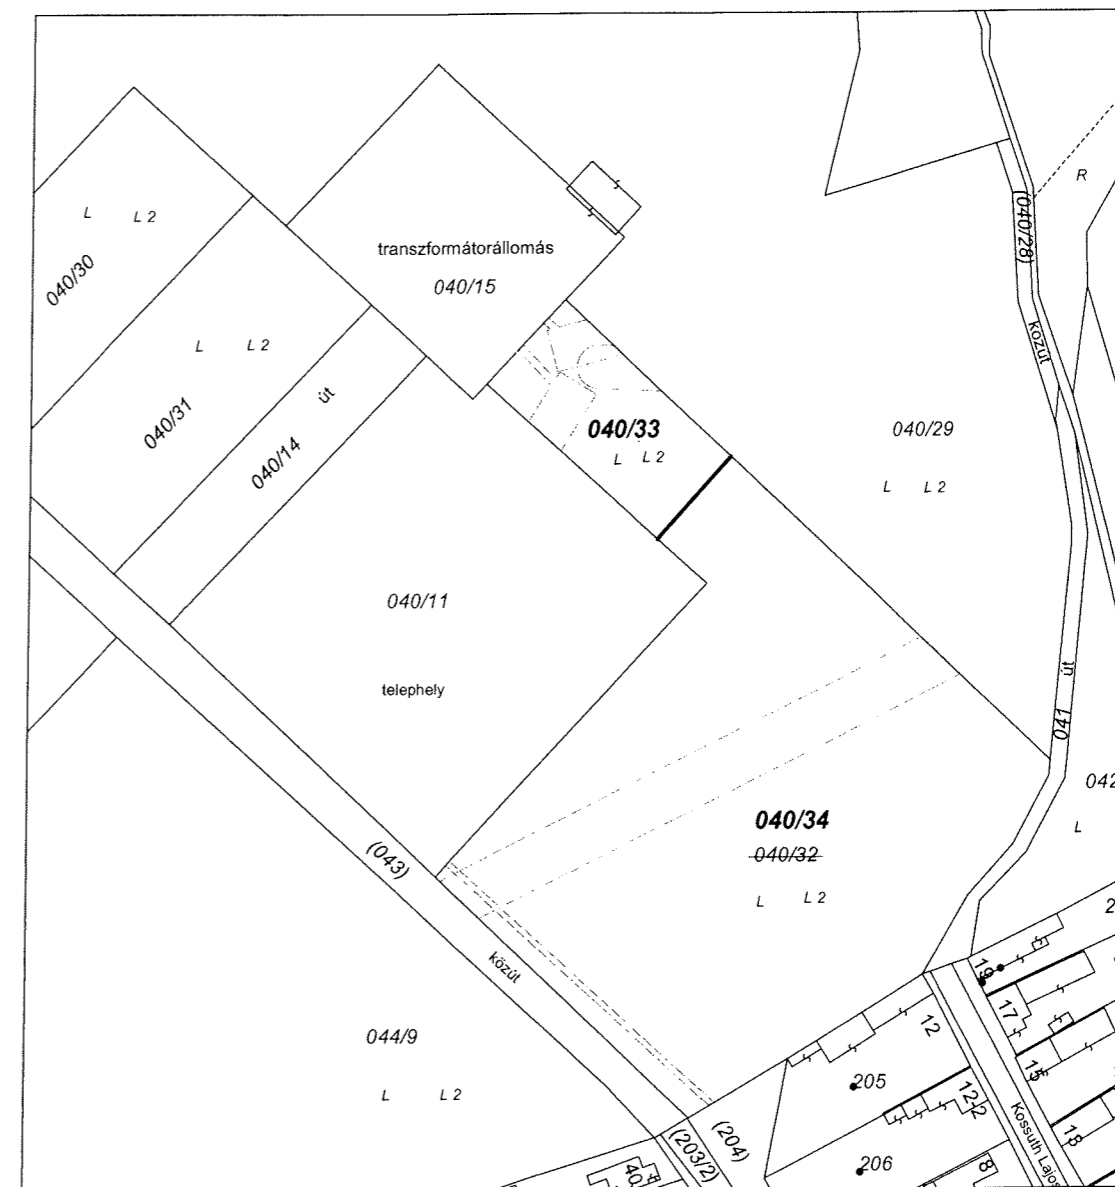 R
L L 2
(040/28)
040/30
transzformátorállomás
040/15
közút
L L 2
040/31
út
040/14
040/33
L L 2
040/29
L L 2
040/11
telephely
út
041
042
L
040/34
040/32
L L 2
(043)
közút
2
19
17
12
15
044/9
L L 2
205
12-2
Kossuth Lajos
18
(204)
(203/2)
206
8
40